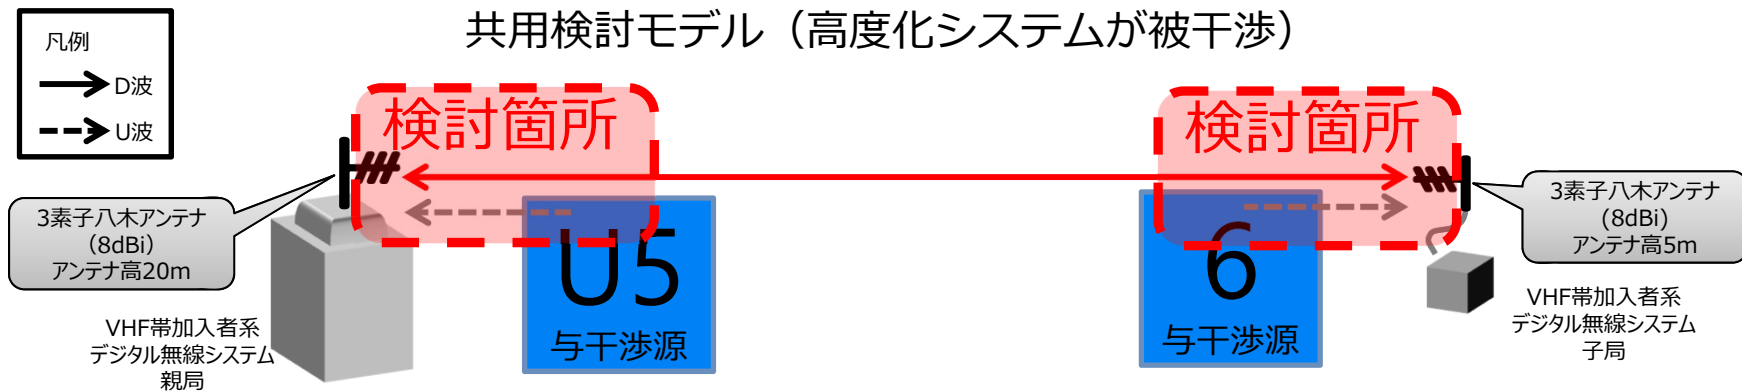 共用検討モデル（高度化システムが被干渉）
凡例
D波
U波
検討箇所
検討箇所
3素子八木アンテナ
（8dBi）
アンテナ高20m
U5
与干渉源
6
与干渉源
3素子八木アンテナ
(8dBi)
アンテナ高5m
VHF帯加入者系
デジタル無線システム
親局
VHF帯加入者系
デジタル無線システム
子局